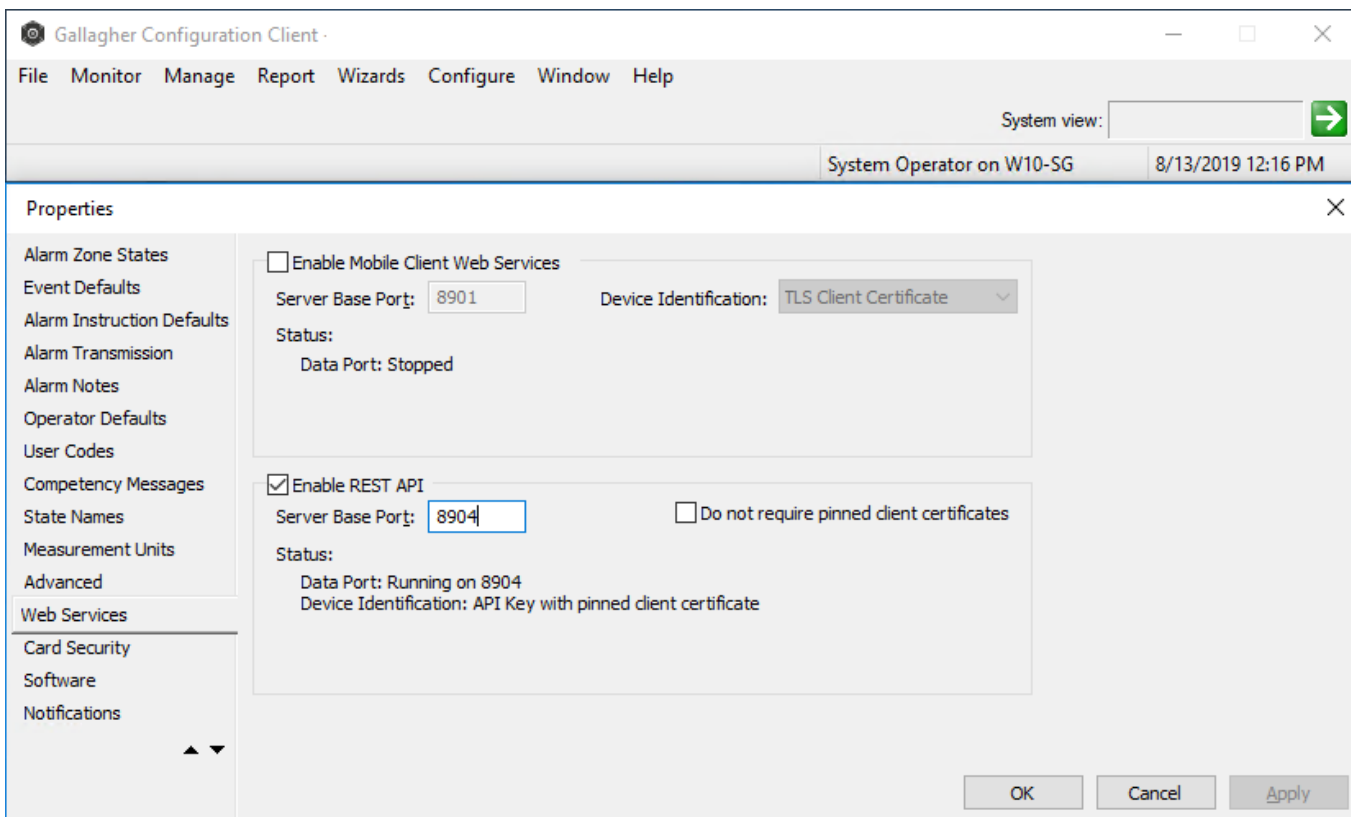 Gallagher Configuration Client -
File Monitor Manage Report Wizards Configure Window Help
System view:
System Operator on W10-SG 8/13/2019 12:16 PM
Properties
Alarm Zone States
Event Defaults
Alarm Instruction Defaults
Alarm Transmission
Alarm Notes
Operator Defaults
User Codes
Competency Messages
State Names
Measurement Units
Advanced
Web Services
Card Security
Software
Notifications
Enable Mobile Client Web Services
Server Base Port: 8901 Device Identification: TLS Client Certificate
Status:
Data Port: Stopped
Enable REST API
Server Base Port: 8904 Do not require pinned client certificates
Status:
Data Port: Running on 8904
Device Identification: API Key with pinned client certificate
OK Cancel Apply